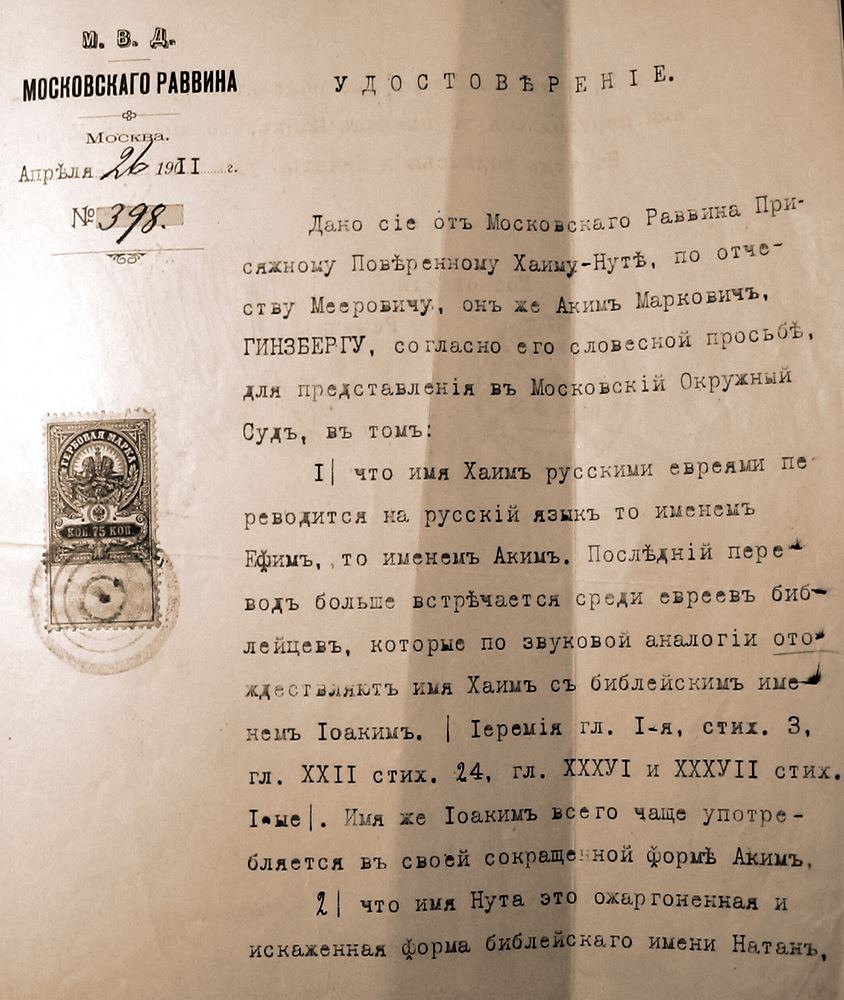 М. В. Д.
МОСКОВСКАГО РАВВИНА
Москва.
Апрѣля 26 1911 г.
№ 398.
УДОСТОВѢРЕНІЕ.
Дано сіе отъ Московскаго Раввина При-
сяжному Повѣренному Хаиму-Нутѣ, по отче-
ству Мееровичу, онъ же Акимъ Марковичъ,
ГИНЗБЕРГУ, согласно его словесной просьбѣ,
для представленія въ Московскій Окружный
Судъ, въ томъ:
I| что имя Хаимъ русскими евреями пе-
реводится на русскій языкъ то именемъ
Ефимъ, то именемъ Акимъ. Послѣдній пере-
водъ больше встрѣчается среди евреевъ биб-
лейцевъ, которые по звуковой аналогіи ото-
ждествляютъ имя Хаимъ съ библейскимъ име-
немъ Іоакимъ. | Іеремія гл. I-я, стих. 3,
гл. XXII стих. 24, гл. XXXVI и XXXVII стих.
I-ые|. Имя же Іоакимъ всего чаще употре-
бляется въ своей сокращенной формѣ Акимъ,
2| что имя Нута это ожаргоненная и
искаженная форма библейскаго имени Натанъ,
ГЕРБОВАЯ МАРКА
КОП. 75 КОП.